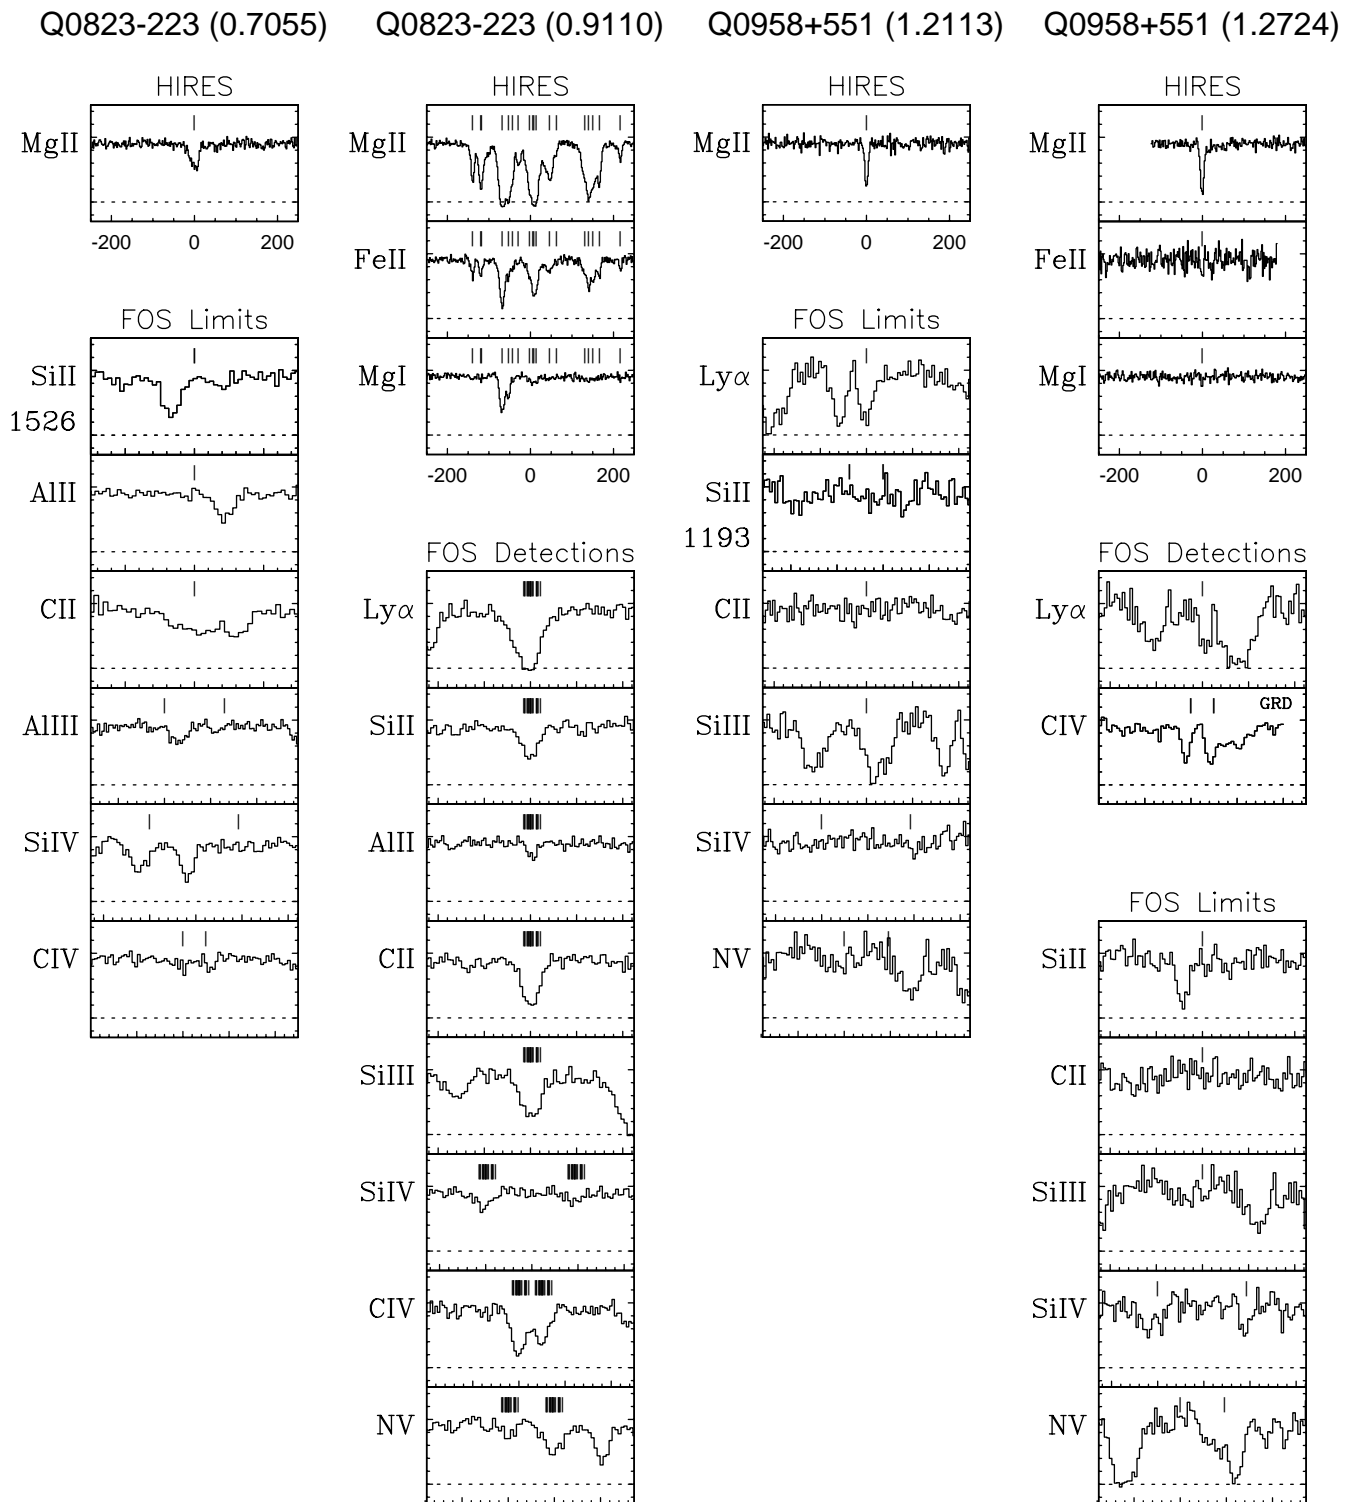 Q0823-223 (0.7055)
HIRES
MgII
-200 0 200
FOS Limits
SiII
1526
AlII
CII
AlIII
SiIV
CIV
Q0823-223 (0.9110)
HIRES
MgII
FeII
MgI
-200 0 200
FOS Detections
Lyα
SiII
AlII
CII
SiIII
SiIV
CIV
NV
Q0958+551 (1.2113)
HIRES
MgII
-200 0 200
FOS Limits
Lyα
SiII
1193
CII
SiIII
SiIV
NV
Q0958+551 (1.2724)
HIRES
MgII
FeII
MgI
-200 0 200
FOS Detections
Lyα
CIV
GRD
FOS Limits
SiII
CII
SiIII
SiIV
NV